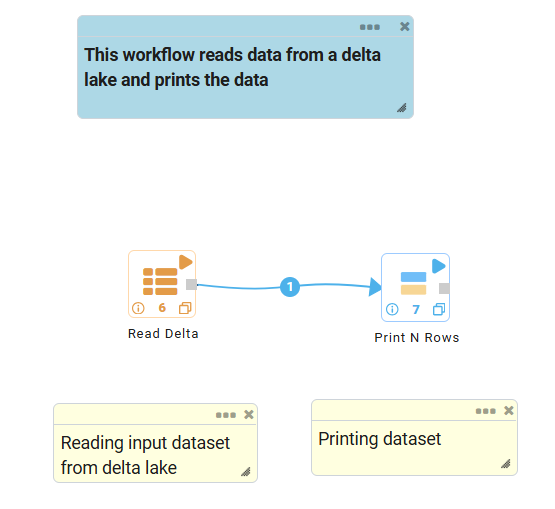 This workflow reads data from a delta
lake and prints the data
1
6
7
Read Delta
Print N Rows
Reading input dataset
from delta lake
Printing dataset